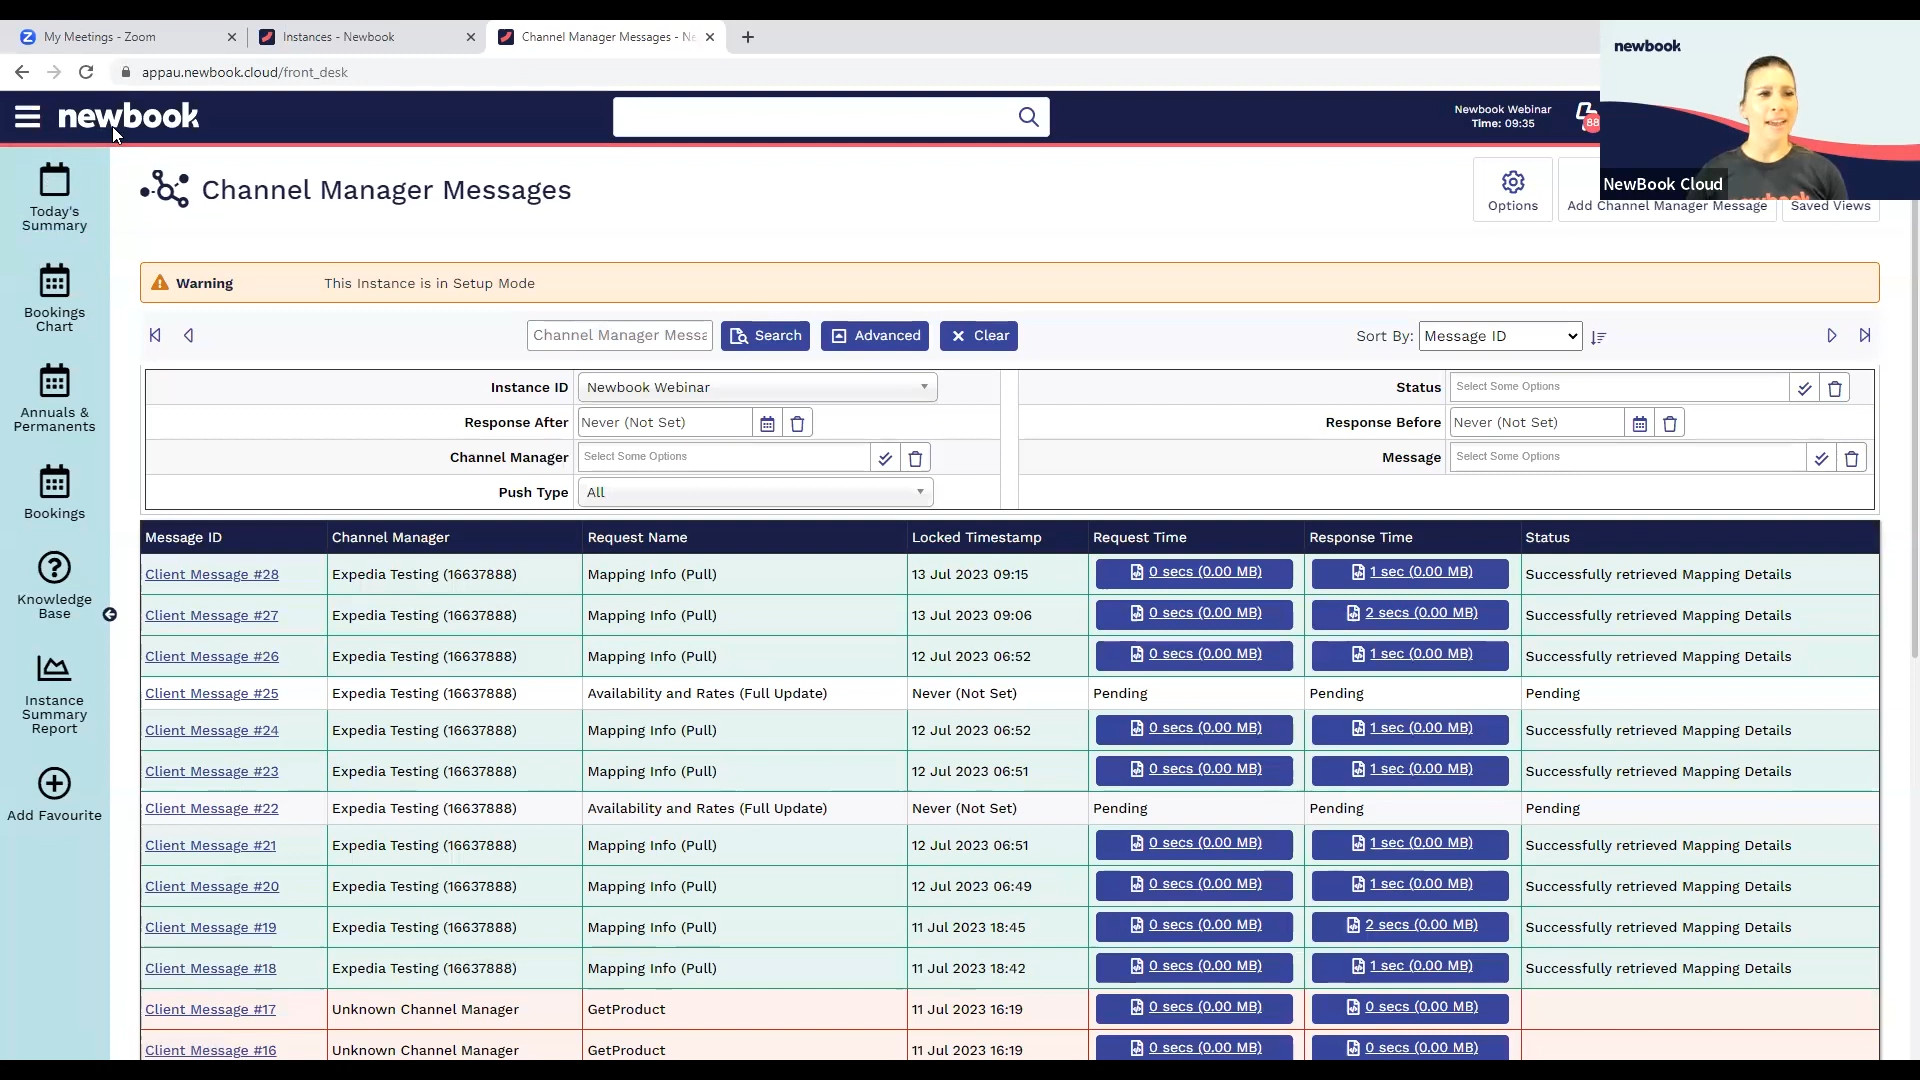 My Meetings - Zoom
Instances - Newbook
Channel Manager Messages - Ne
appau.newbook.cloud/front_desk
newbook
Newbook Webinar
Time: 09:35
88
newbook
NewBook Cloud
Today's
Summary
Bookings
Chart
Annuals &
Permanents
Bookings
Knowledge
Base
Instance
Summary
Report
Add Favourite
Channel Manager Messages
Options
Add Channel Manager Message
Saved Views
Warning This Instance is in Setup Mode
Channel Manager Messa Search Advanced Clear Sort By: Message ID
Instance ID Newbook Webinar Status Select Some Options
Response After Never (Not Set) Response Before Never (Not Set)
Channel Manager Select Some Options Message Select Some Options
Push Type All
Message ID Channel Manager Request Name Locked Timestamp Request Time Response Time Status
Client Message #28 Expedia Testing (16637888) Mapping Info (Pull) 13 Jul 2023 09:15 0 secs (0.00 MB) 1 sec (0.00 MB) Successfully retrieved Mapping Details
Client Message #27 Expedia Testing (16637888) Mapping Info (Pull) 13 Jul 2023 09:06 0 secs (0.00 MB) 2 secs (0.00 MB) Successfully retrieved Mapping Details
Client Message #26 Expedia Testing (16637888) Mapping Info (Pull) 12 Jul 2023 06:52 0 secs (0.00 MB) 1 sec (0.00 MB) Successfully retrieved Mapping Details
Client Message #25 Expedia Testing (16637888) Availability and Rates (Full Update) Never (Not Set) Pending Pending Pending
Client Message #24 Expedia Testing (16637888) Mapping Info (Pull) 12 Jul 2023 06:52 0 secs (0.00 MB) 1 sec (0.00 MB) Successfully retrieved Mapping Details
Client Message #23 Expedia Testing (16637888) Mapping Info (Pull) 12 Jul 2023 06:51 0 secs (0.00 MB) 1 sec (0.00 MB) Successfully retrieved Mapping Details
Client Message #22 Expedia Testing (16637888) Availability and Rates (Full Update) Never (Not Set) Pending Pending Pending
Client Message #21 Expedia Testing (16637888) Mapping Info (Pull) 12 Jul 2023 06:51 0 secs (0.00 MB) 1 sec (0.00 MB) Successfully retrieved Mapping Details
Client Message #20 Expedia Testing (16637888) Mapping Info (Pull) 12 Jul 2023 06:49 0 secs (0.00 MB) 1 sec (0.00 MB) Successfully retrieved Mapping Details
Client Message #19 Expedia Testing (16637888) Mapping Info (Pull) 11 Jul 2023 18:45 0 secs (0.00 MB) 2 secs (0.00 MB) Successfully retrieved Mapping Details
Client Message #18 Expedia Testing (16637888) Mapping Info (Pull) 11 Jul 2023 18:42 0 secs (0.00 MB) 1 sec (0.00 MB) Successfully retrieved Mapping Details
Client Message #17 Unknown Channel Manager GetProduct 11 Jul 2023 16:19 0 secs (0.00 MB) 0 secs (0.00 MB)
Client Message #16 Unknown Channel Manager GetProduct 11 Jul 2023 16:19 0 secs (0.00 MB) 0 secs (0.00 MB)